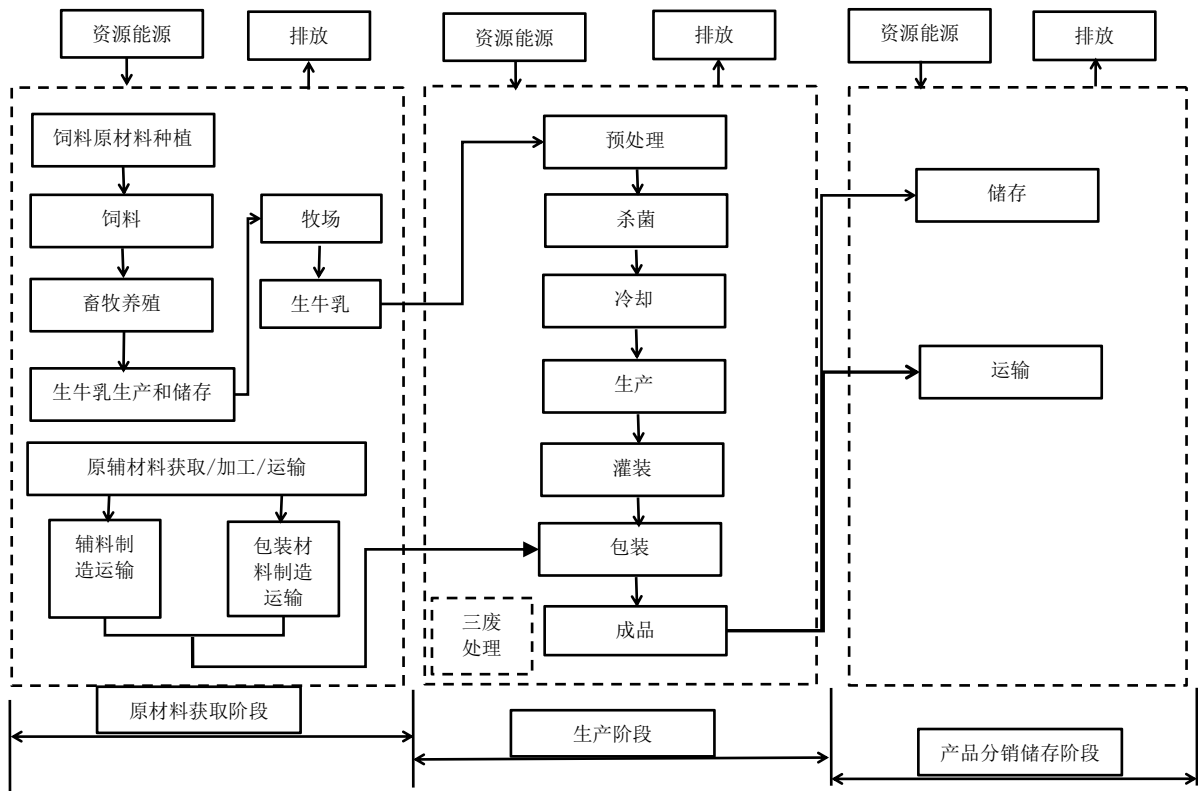 资源能源
排放
资源能源
排放
资源能源
排放
饲料原材料种植
饲料
畜牧养殖
生牛乳生产和储存
牧场
生牛乳
原辅材料获取/加工/运输
辅料制
造运输
包装材
料制造
运输
预处理
杀菌
冷却
生产
灌装
包装
成品
三废
处理
储存
运输
原材料获取阶段
生产阶段
产品分销储存阶段